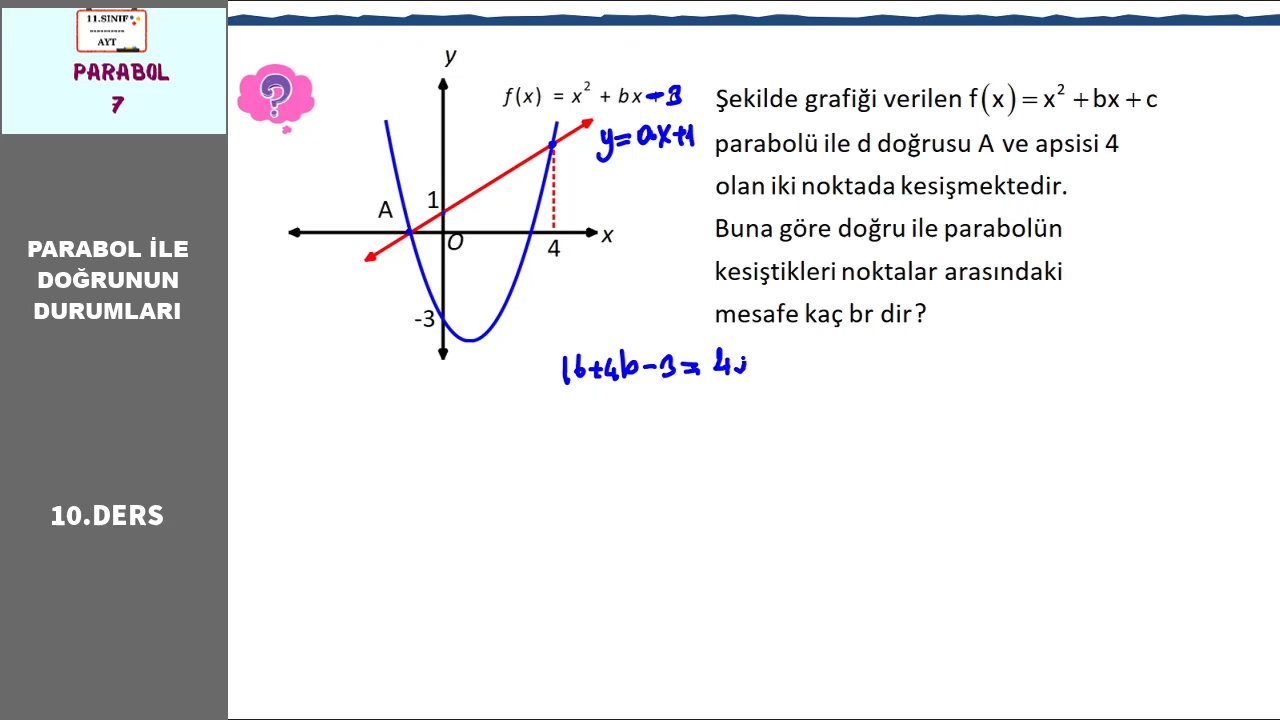 11.SINIF
AYT
PARABOL
7
PARABOL İLE
DOĞRUNUN
DURUMLARI
10.DERS
y
f(x) = x² + bx - 3
y=ax+1
A
1
O
4
x
-3
Şekilde grafiği verilen f(x) = x² + bx + c
parabolü ile d doğrusu A ve apsisi 4
olan iki noktada kesişmektedir.
Buna göre doğru ile parabolün
kesiştikleri noktalar arasındaki
mesafe kaç br dir?
16+4b-3=4